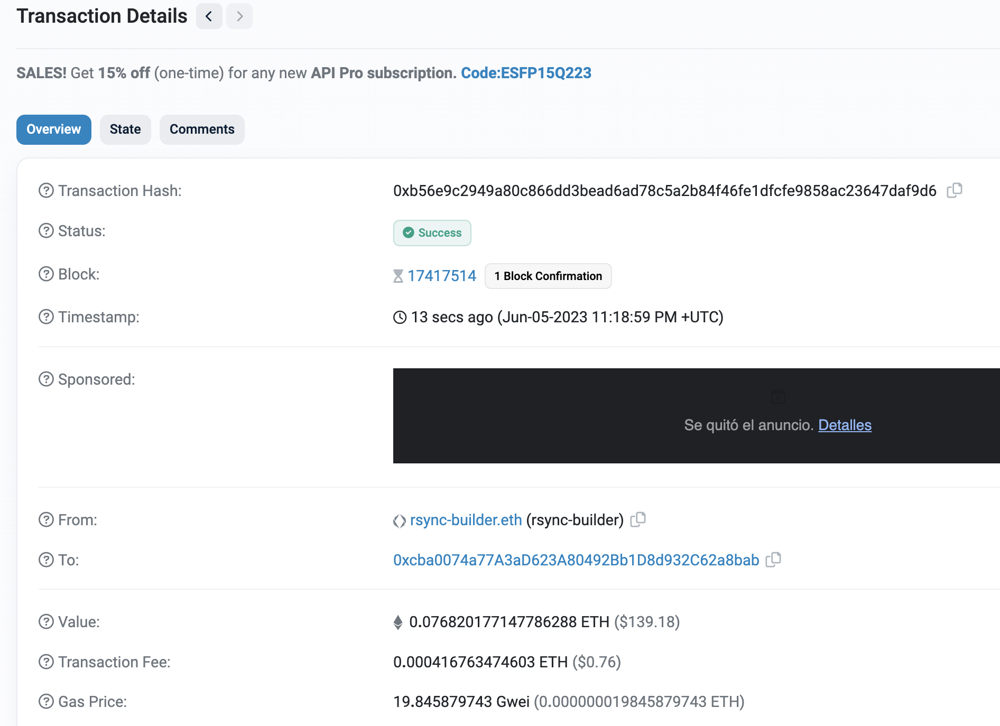 Transaction Details
SALES! Get 15% off (one-time) for any new API Pro subscription. Code:ESFP15Q223
Overview State Comments
Transaction Hash: 0xb56e9c2949a80c866dd3bead6ad78c5a2b84f46fe1dfcfe9858ac23647daf9d6
Status: Success
Block: 17417514 1 Block Confirmation
Timestamp: 13 secs ago (Jun-05-2023 11:18:59 PM +UTC)
Sponsored:
Se quitó el anuncio. Detalles
From: rsync-builder.eth (rsync-builder)
To: 0xcba0074a77A3aD623A80492Bb1D8d932C62a8bab
Value: 0.076820177147786288 ETH ($139.18)
Transaction Fee: 0.000416763474603 ETH ($0.76)
Gas Price: 19.845879743 Gwei (0.000000019845879743 ETH)